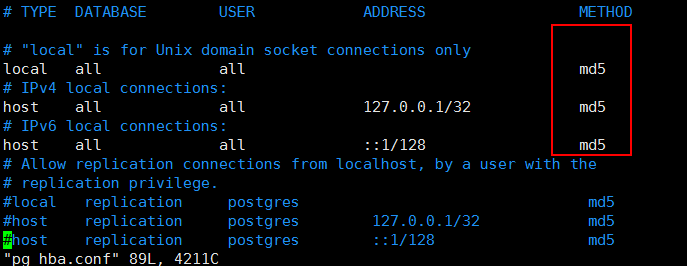 # TYPE  DATABASE        USER            ADDRESS                 METHOD
# "local" is for Unix domain socket connections only
local   all             all                                     md5
# IPv4 local connections:
host    all             all             127.0.0.1/32            md5
# IPv6 local connections:
host    all             all             ::1/128                 md5
# Allow replication connections from localhost, by a user with the
# replication privilege.
#local   replication     postgres                                md5
#host    replication     postgres        127.0.0.1/32            md5
#host    replication     postgres        ::1/128                 md5
"pg_hba.conf" 89L, 4211C